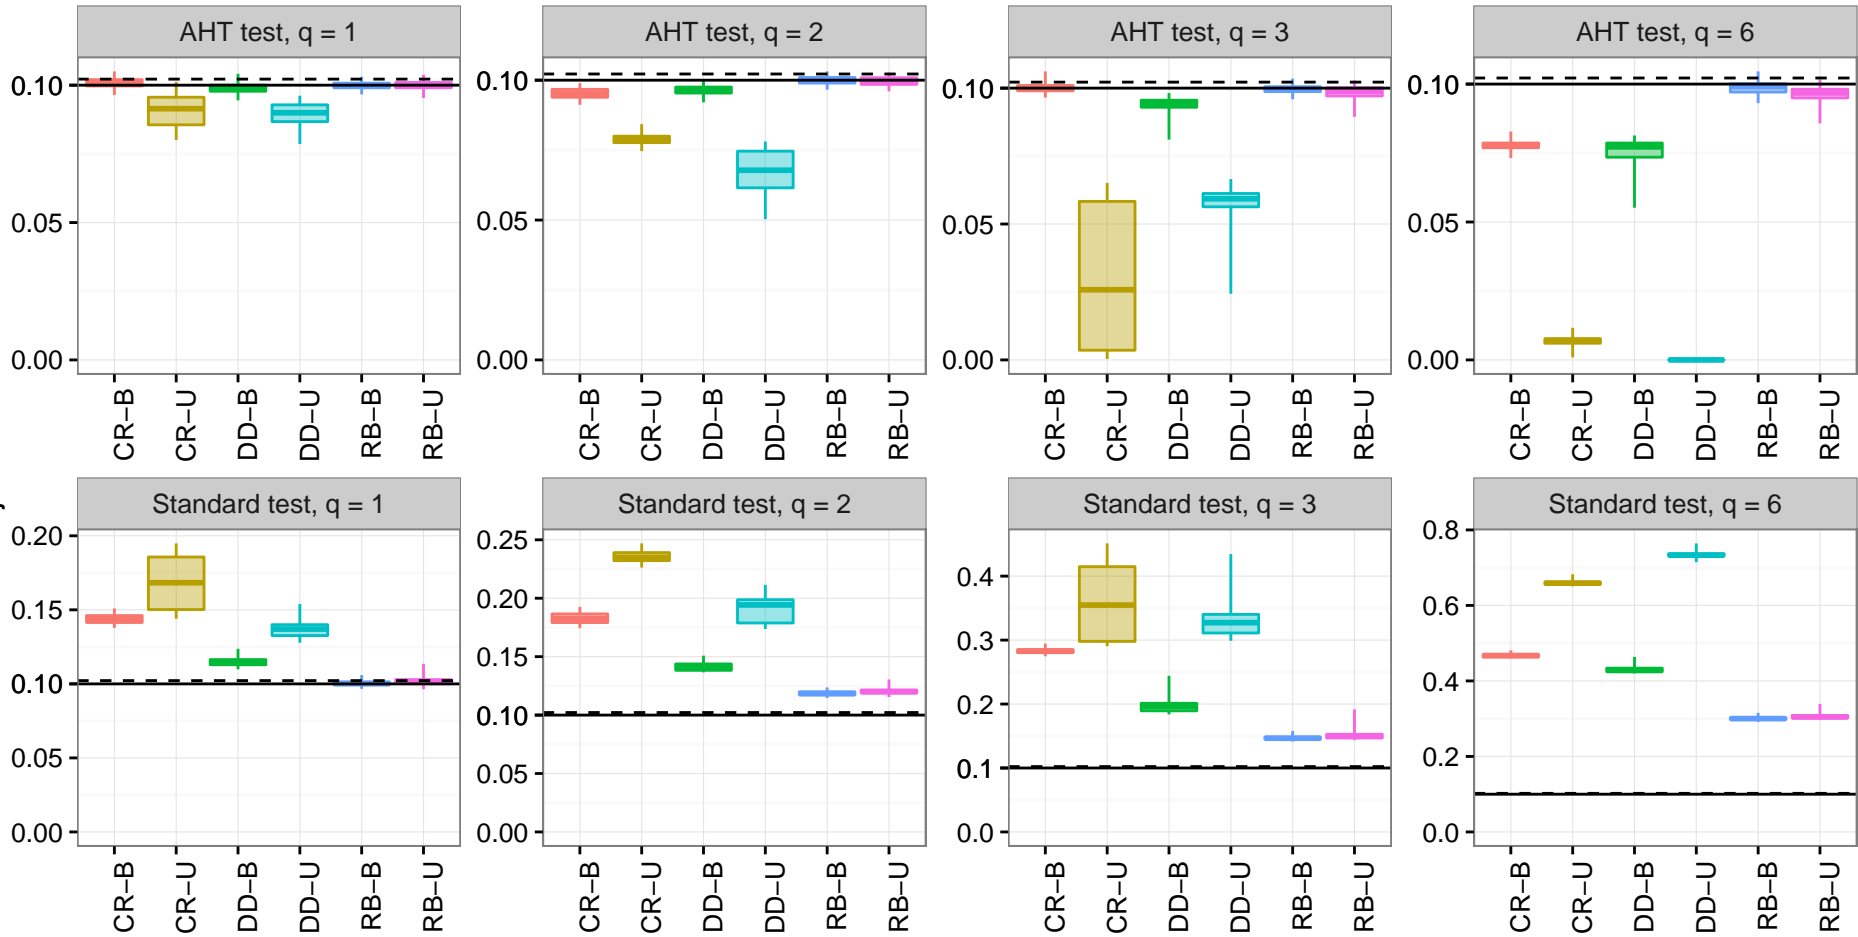 AHT test, q = 1
AHT test, q = 2
AHT test, q = 3
AHT test, q = 6
0.10
0.05
0.00
0.10
0.05
0.00
0.10
0.05
0.00
0.10
0.05
0.00
CR−B
CR−U
DD−B
DD−U
RB−B
RB−U
CR−B
CR−U
DD−B
DD−U
RB−B
RB−U
CR−B
CR−U
DD−B
DD−U
RB−B
RB−U
CR−B
CR−U
DD−B
DD−U
RB−B
RB−U
Standard test, q = 1
Standard test, q = 2
Standard test, q = 3
Standard test, q = 6
0.20
0.15
0.10
0.05
0.00
0.25
0.20
0.15
0.10
0.05
0.00
0.4
0.3
0.2
0.1
0.0
0.8
0.6
0.4
0.2
0.0
CR−B
CR−U
DD−B
DD−U
RB−B
RB−U
CR−B
CR−U
DD−B
DD−U
RB−B
RB−U
CR−B
CR−U
DD−B
DD−U
RB−B
RB−U
CR−B
CR−U
DD−B
DD−U
RB−B
RB−U